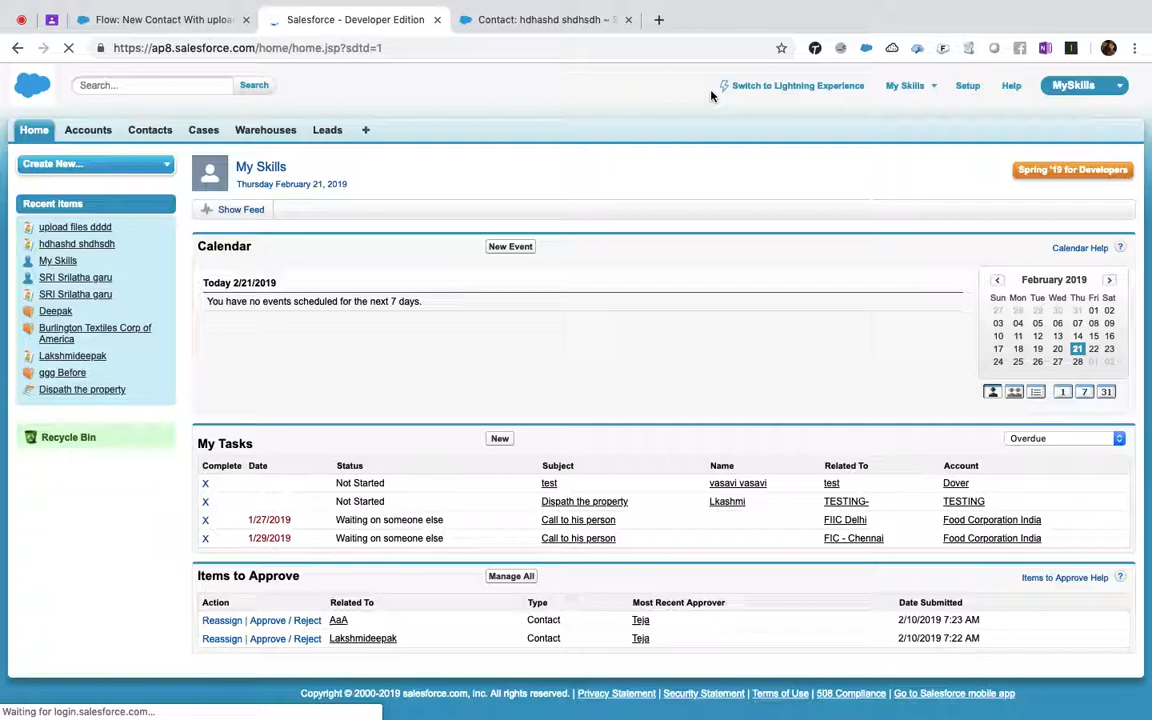 Flow: New Contact With uploa
Salesforce - Developer Edition
Contact: hdhashd shdhsdh ~ S
https://ap8.salesforce.com/home/home.jsp?sdtd=1
Search...
Search
Switch to Lightning Experience
My Skills
Setup
Help
MySkills
Home
Accounts
Contacts
Cases
Warehouses
Leads
+
Create New...
My Skills
Thursday February 21, 2019
Spring '19 for Developers
Show Feed
Recent Items
upload files dddd
hdhashd shdhsdh
My Skills
SRI Srilatha garu
SRI Srilatha garu
Deepak
Burlington Textiles Corp of
America
Lakshmideepak
ggg Before
Dispath the property
Recycle Bin
Calendar
New Event
Calendar Help ?
Today 2/21/2019
You have no events scheduled for the next 7 days.
February 2019
Sun Mon Tue Wed Thu Fri Sat
27 28 29 30 31 01 02
03 04 05 06 07 08 09
10 11 12 13 14 15 16
17 18 19 20 21 22 23
24 25 26 27 28 01 02
1 7 31
My Tasks
New
Overdue
Complete Date Status Subject Name Related To Account
X Not Started test vasavi vasavi test Dover
X Not Started Dispath the property Lkashmi TESTING- TESTING
X 1/27/2019 Waiting on someone else Call to his person FIIC Delhi Food Corporation India
X 1/29/2019 Waiting on someone else Call to his person FIC - Chennai Food Corporation India
Items to Approve
Manage All
Items to Approve Help ?
Action Related To Type Most Recent Approver Date Submitted
Reassign | Approve / Reject AaA Contact Teja 2/10/2019 7:23 AM
Reassign | Approve / Reject Lakshmideepak Contact Teja 2/10/2019 7:22 AM
Copyright © 2000-2019 salesforce.com, inc. All rights reserved. | Privacy Statement | Security Statement | Terms of Use | 508 Compliance | Go to Salesforce mobile app
Waiting for login.salesforce.com...